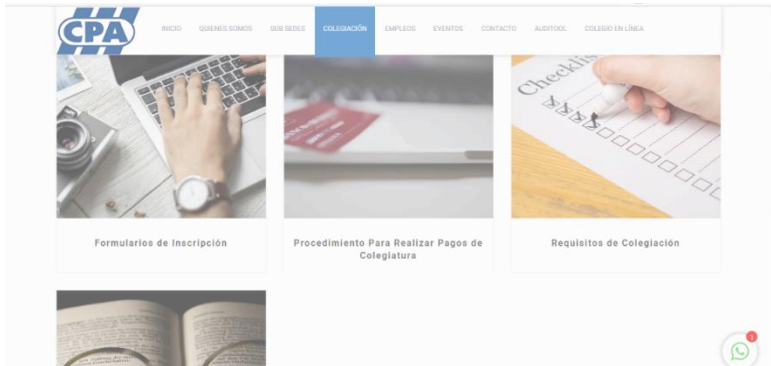 CPA
INICIO QUIENES SOMOS SUB SEDES COLEGIACIÓN EMPLEOS EVENTOS CONTACTO AUDITOOL COLEGIO EN LÍNEA
Checklis
Formularios de Inscripción
Procedimiento Para Realizar Pagos de
Colegiatura
Requisitos de Colegiación
1